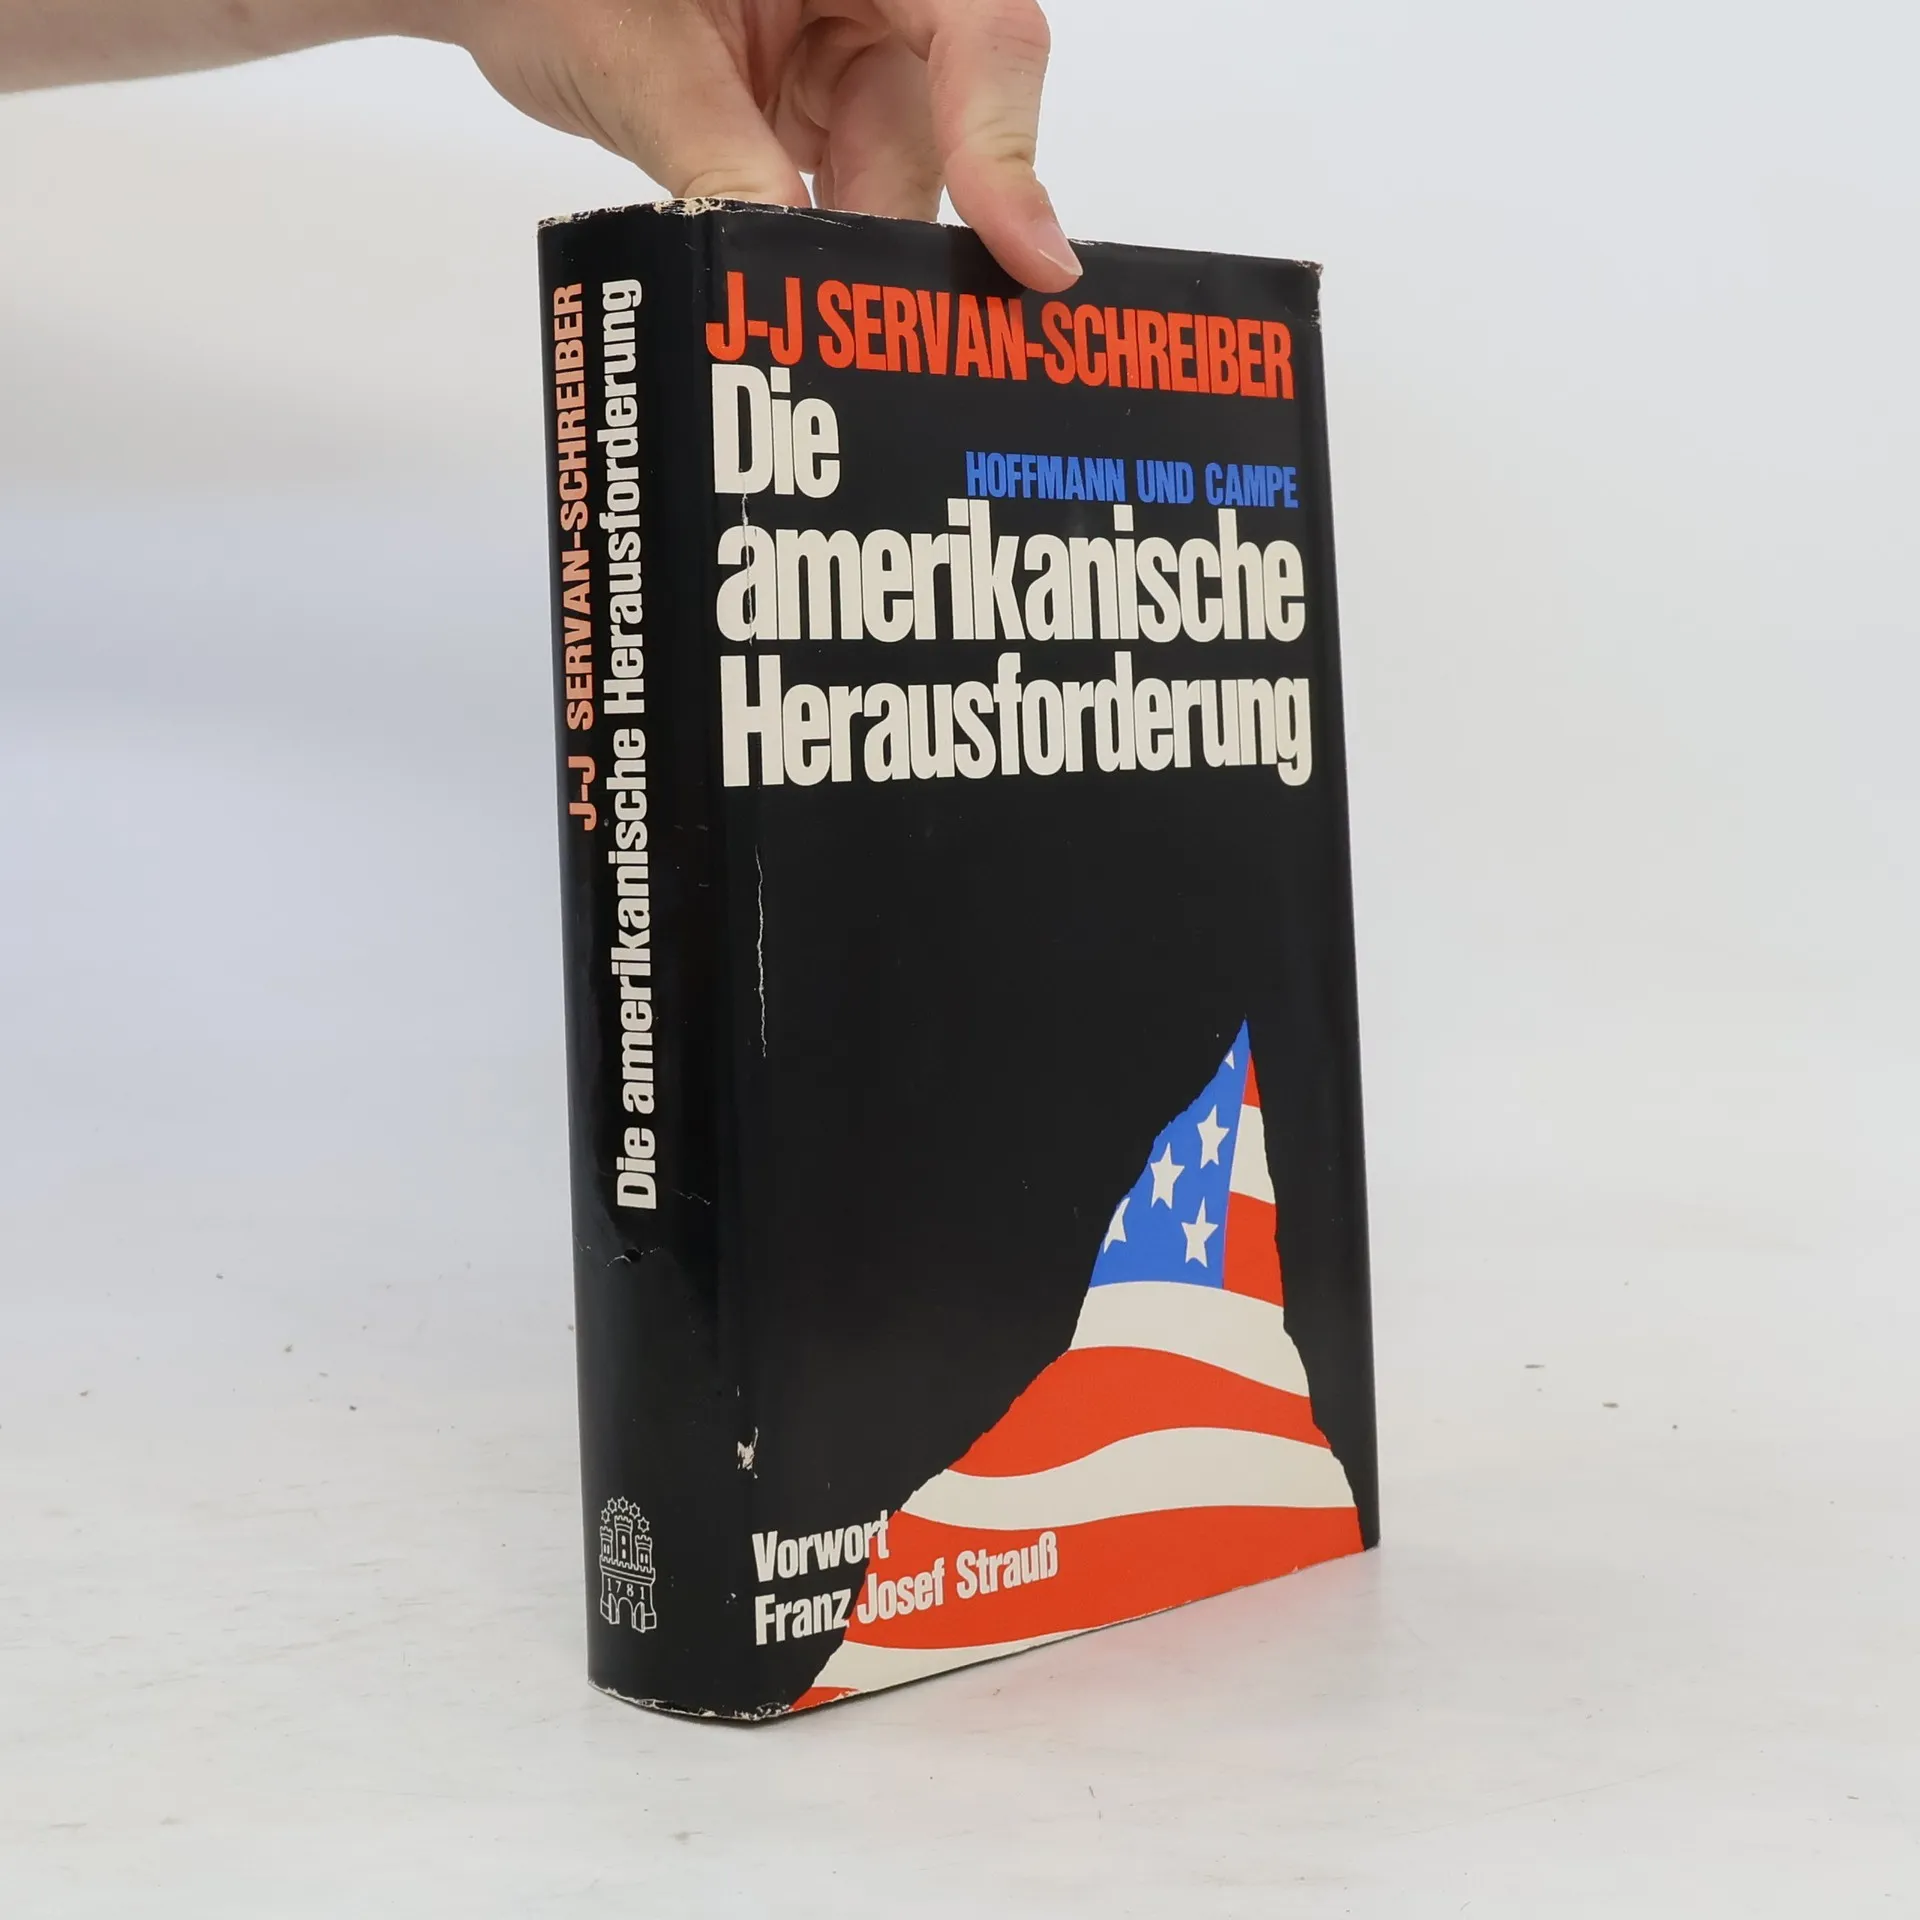 J-J SERVAN-SCHREIBER
Die amerikanische Herausforderung
1781
J-J SERVAN-SCHREIBER
Die
HOFFMANN UND CAMPE
amerikanische
Herausforderung
Vorwort
Franz Josef Strauß